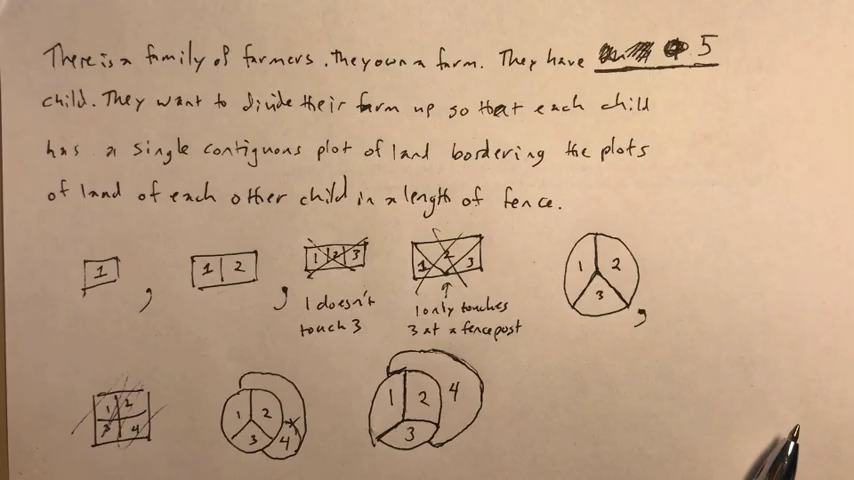 There is a family of farmers. they own a farm. They have 5
child. They want to divide their farm up so that each child
has a single contiguous plot of land bordering the plots
of land of each other child in a length of fence.
1 , 1 2 , 1 2 3 1 2 3 1 2 3 ,
1 doesn't
touch 3
1 only touches
3 at a fencepost
1 2 3 4 1 2 3 4 1 2 3 4